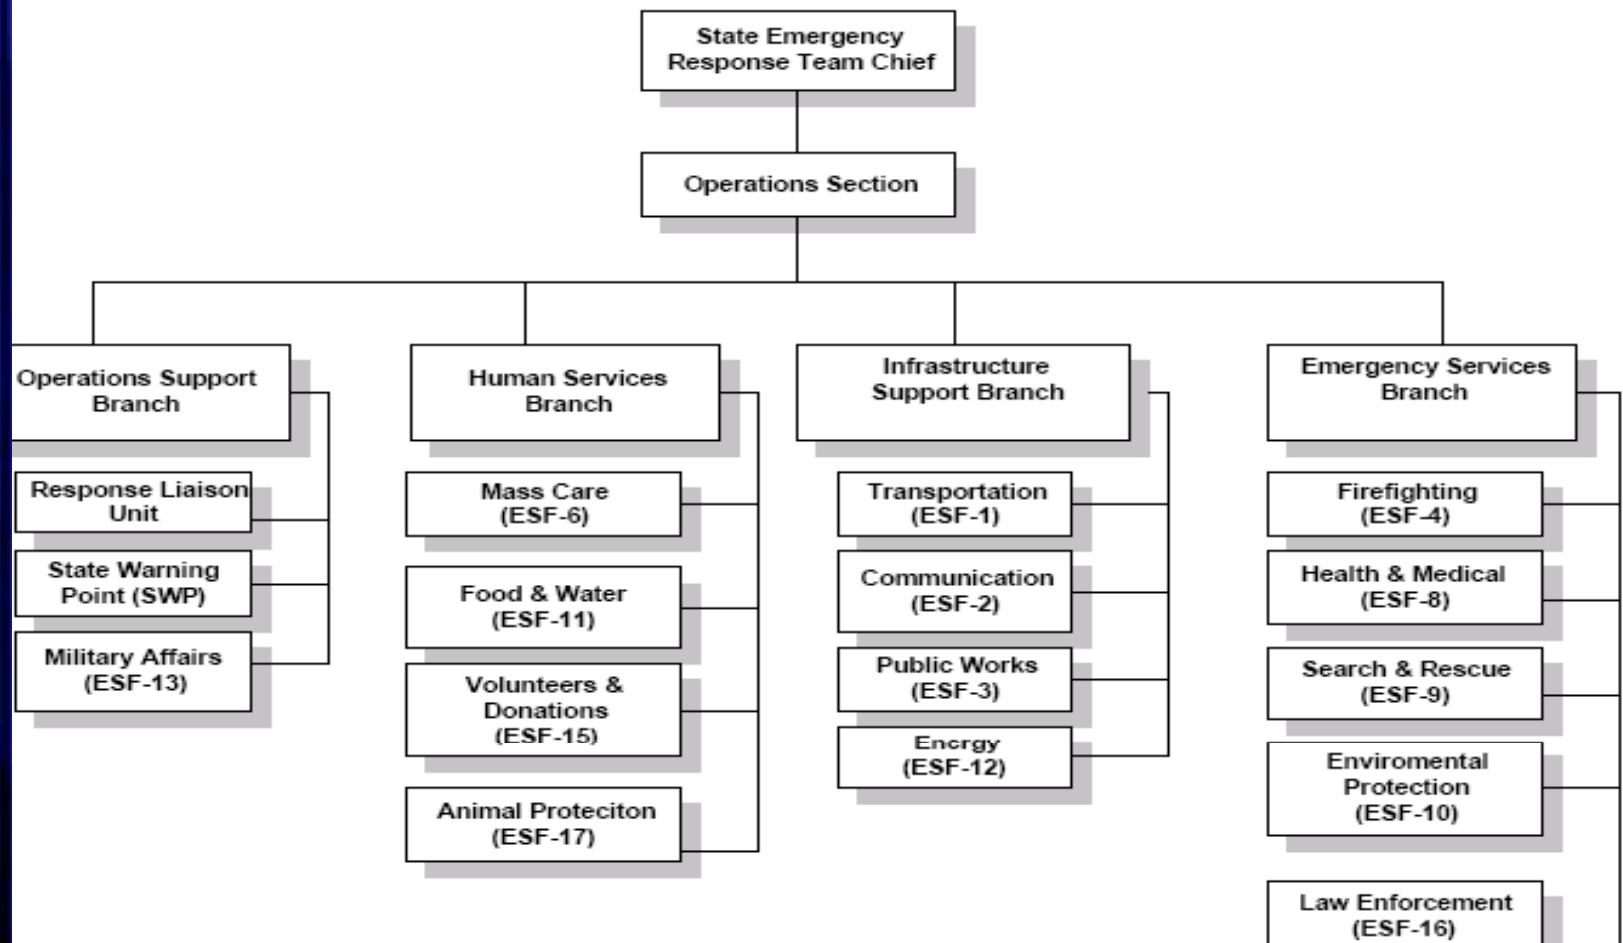 State Emergency
Response Team Chief
Operations Section
Operations Support
Branch
Response Liaison
Unit
State Warning
Point (SWP)
Military Affairs
(ESF-13)
Human Services
Branch
Mass Care
(ESF-6)
Food & Water
(ESF-11)
Volunteers &
Donations
(ESF-15)
Animal Proteciton
(ESF-17)
Infrastructure
Support Branch
Transportation
(ESF-1)
Communication
(ESF-2)
Public Works
(ESF-3)
Energy
(ESF-12)
Emergency Services
Branch
Firefighting
(ESF-4)
Health & Medical
(ESF-8)
Search & Rescue
(ESF-9)
Enviromental
Protection
(ESF-10)
Law Enforcement
(ESF-16)